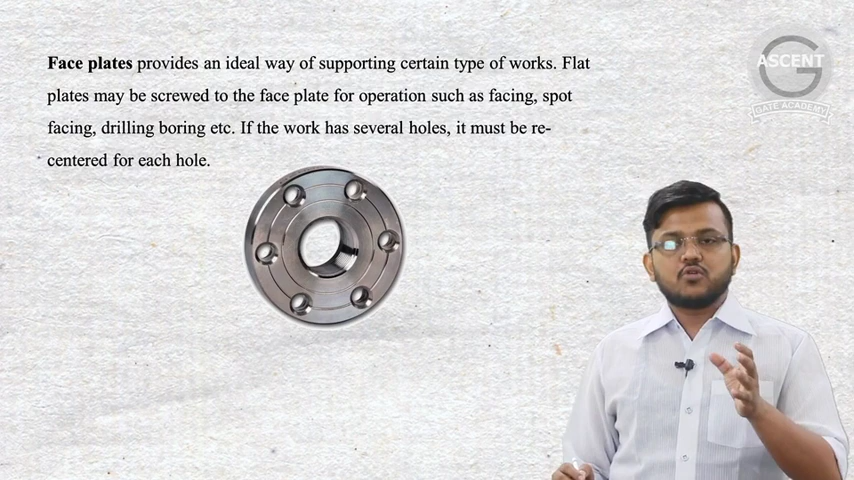 Face plates provides an ideal way of supporting certain type of works. Flat
plates may be screwed to the face plate for operation such as facing, spot
facing, drilling boring etc. If the work has several holes, it must be re-
centered for each hole.
ASCENT
GATE ACADEMY